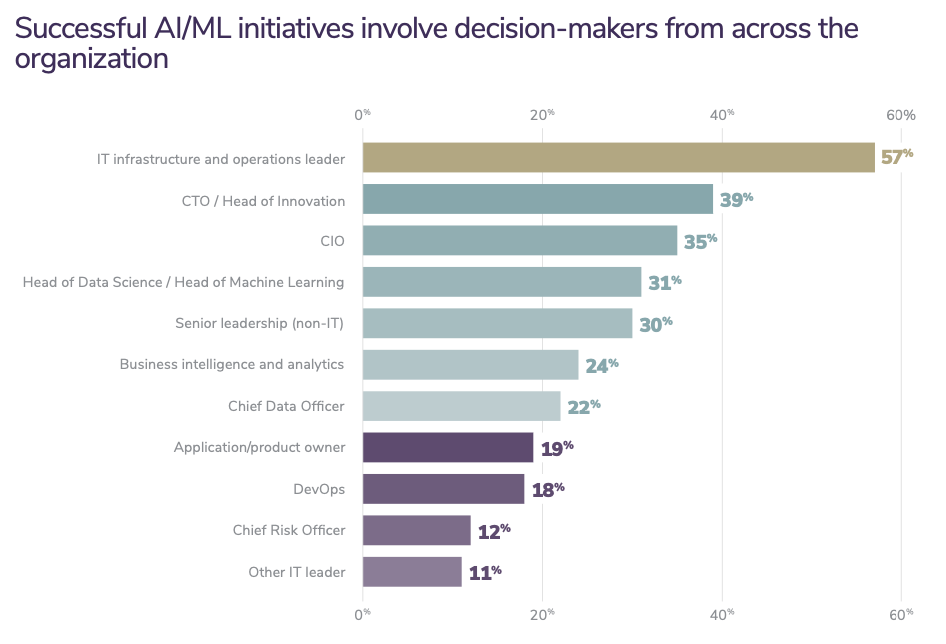 Successful AI/ML initiatives involve decision-makers from across the
organization
0% 20% 40% 60%
IT infrastructure and operations leader 57%
CTO / Head of Innovation 39%
CIO 35%
Head of Data Science / Head of Machine Learning 31%
Senior leadership (non-IT) 30%
Business intelligence and analytics 24%
Chief Data Officer 22%
Application/product owner 19%
DevOps 18%
Chief Risk Officer 12%
Other IT leader 11%
0% 20% 40% 60%